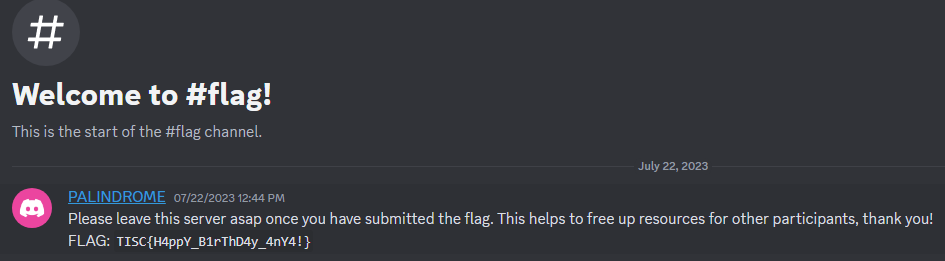 #
Welcome to #flag!
This is the start of the #flag channel.
July 22, 2023
PALINDROME 07/22/2023 12:44 PM
Please leave this server asap once you have submitted the flag. This helps to free up resources for other participants, thank you!
FLAG: TISC{H4ppY_B1rThD4y_4nY4!}